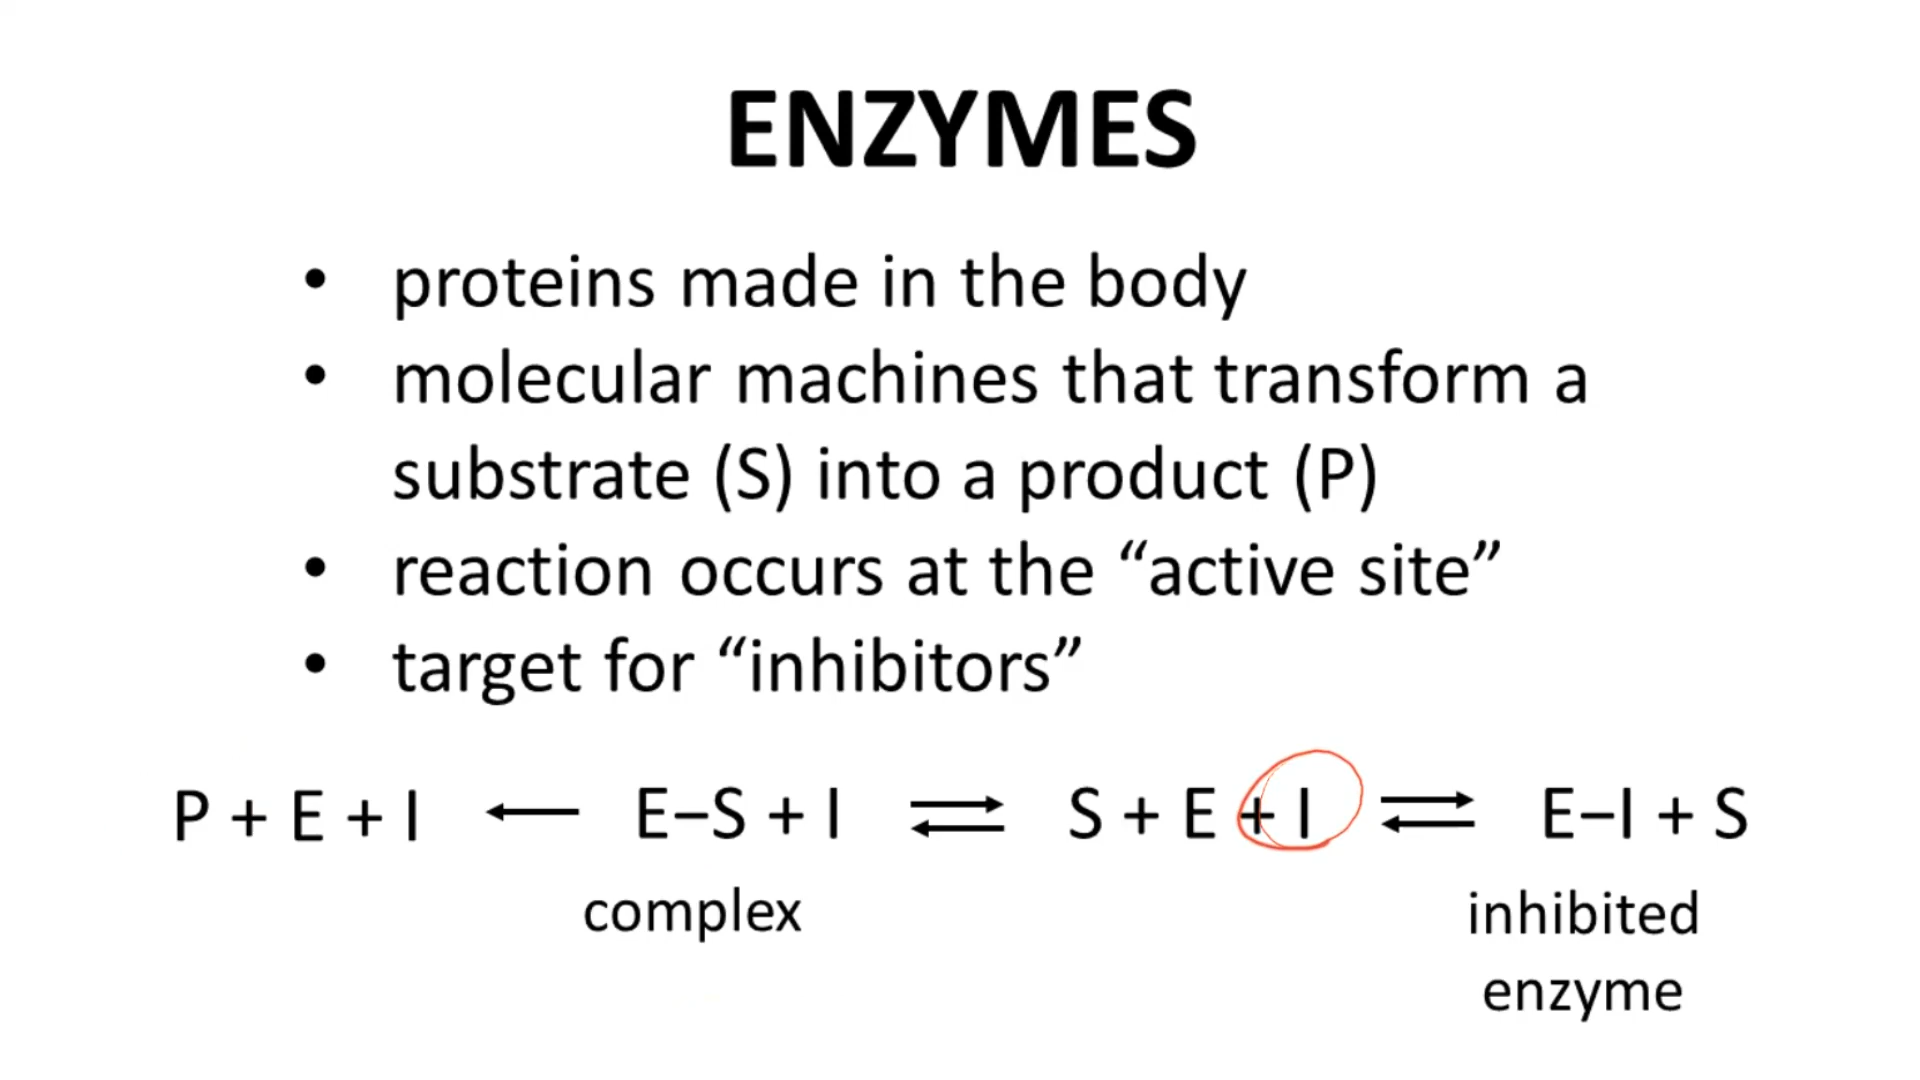 ENZYMES
• proteins made in the body
• molecular machines that transform a
substrate (S) into a product (P)
• reaction occurs at the “active site”
• target for “inhibitors”
P + E + I ← E–S + I ⇄ S + E + I ⇄ E–I + S
complex
inhibited
enzyme